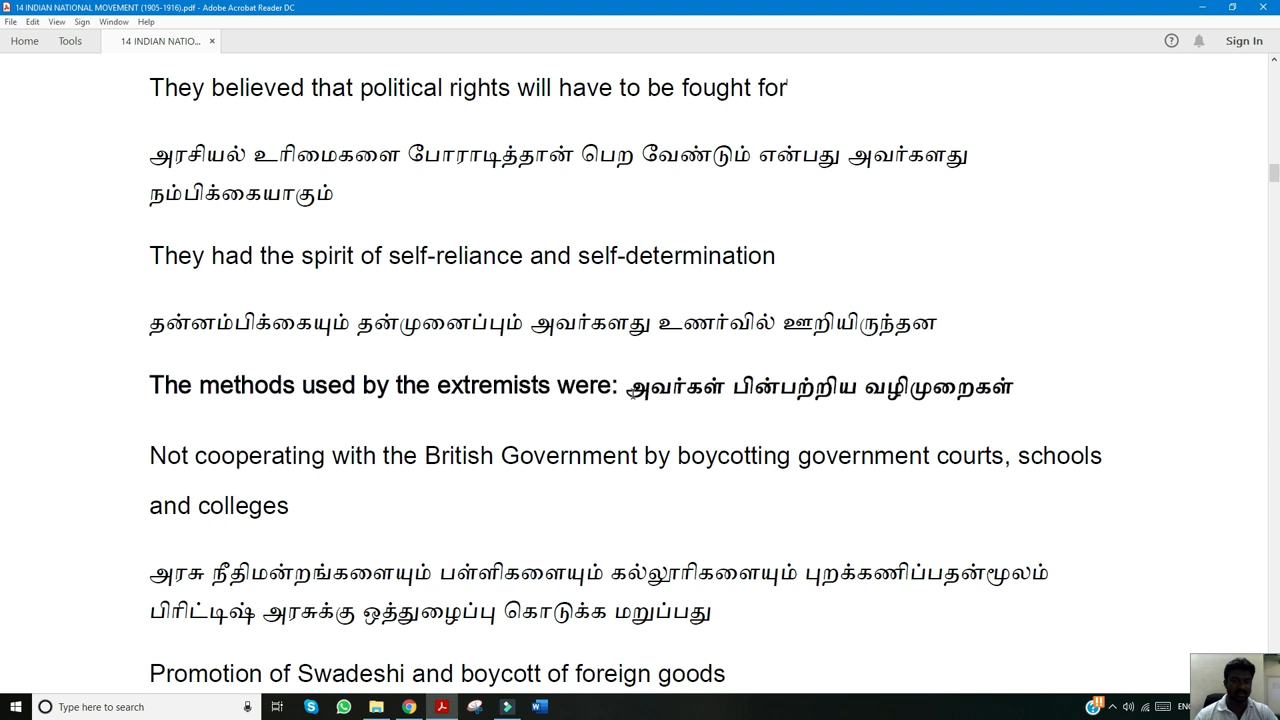 14 INDIAN NATIONAL MOVEMENT (1905-1916).pdf - Adobe Acrobat Reader DC
File Edit View Sign Window Help
Home Tools 14 INDIAN NATIO... × Sign In
They believed that political rights will have to be fought for'
அரசியல் உரிமைகளை போராடித்தான் பெற வேண்டும் என்பது அவர்களது
நம்பிக்கையாகும்
They had the spirit of self-reliance and self-determination
தன்னம்பிக்கையும் தன்முனைப்பும் அவர்களது உணர்வில் ஊறியிருந்தன
The methods used by the extremists were: அவர்கள் பின்பற்றிய வழிமுறைகள்
Not cooperating with the British Government by boycotting government courts, schools
and colleges
அரசு நீதிமன்றங்களையும் பள்ளிகளையும் கல்லூரிகளையும் புறக்கணிப்பதன்மூலம்
பிரிட்டிஷ் அரசுக்கு ஒத்துழைப்பு கொடுக்க மறுப்பது
Promotion of Swadeshi and boycott of foreign goods
Type here to search